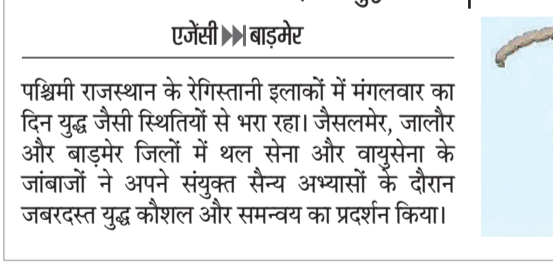 एजेंसी ▶▶| बाड़मेर
पश्चिमी राजस्थान के रेगिस्तानी इलाकों में मंगलवार का
दिन युद्ध जैसी स्थितियों से भरा रहा। जैसलमेर, जालौर
और बाड़मेर जिलों में थल सेना और वायुसेना के
जांबाजों ने अपने संयुक्त सैन्य अभ्यासों के दौरान
जबरदस्त युद्ध कौशल और समन्वय का प्रदर्शन किया।